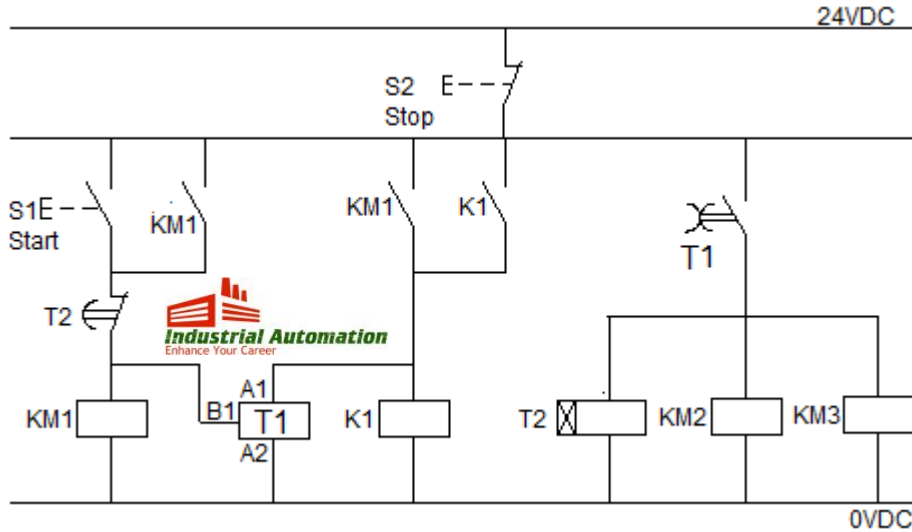 24VDC
S2 E
Stop
S1E
Start
KM1
KM1
K1
T1
T2
Industrial Automation
Enhance Your Career
KM1
B1
A1
T1
A2
K1
T2
KM2
KM3
0VDC